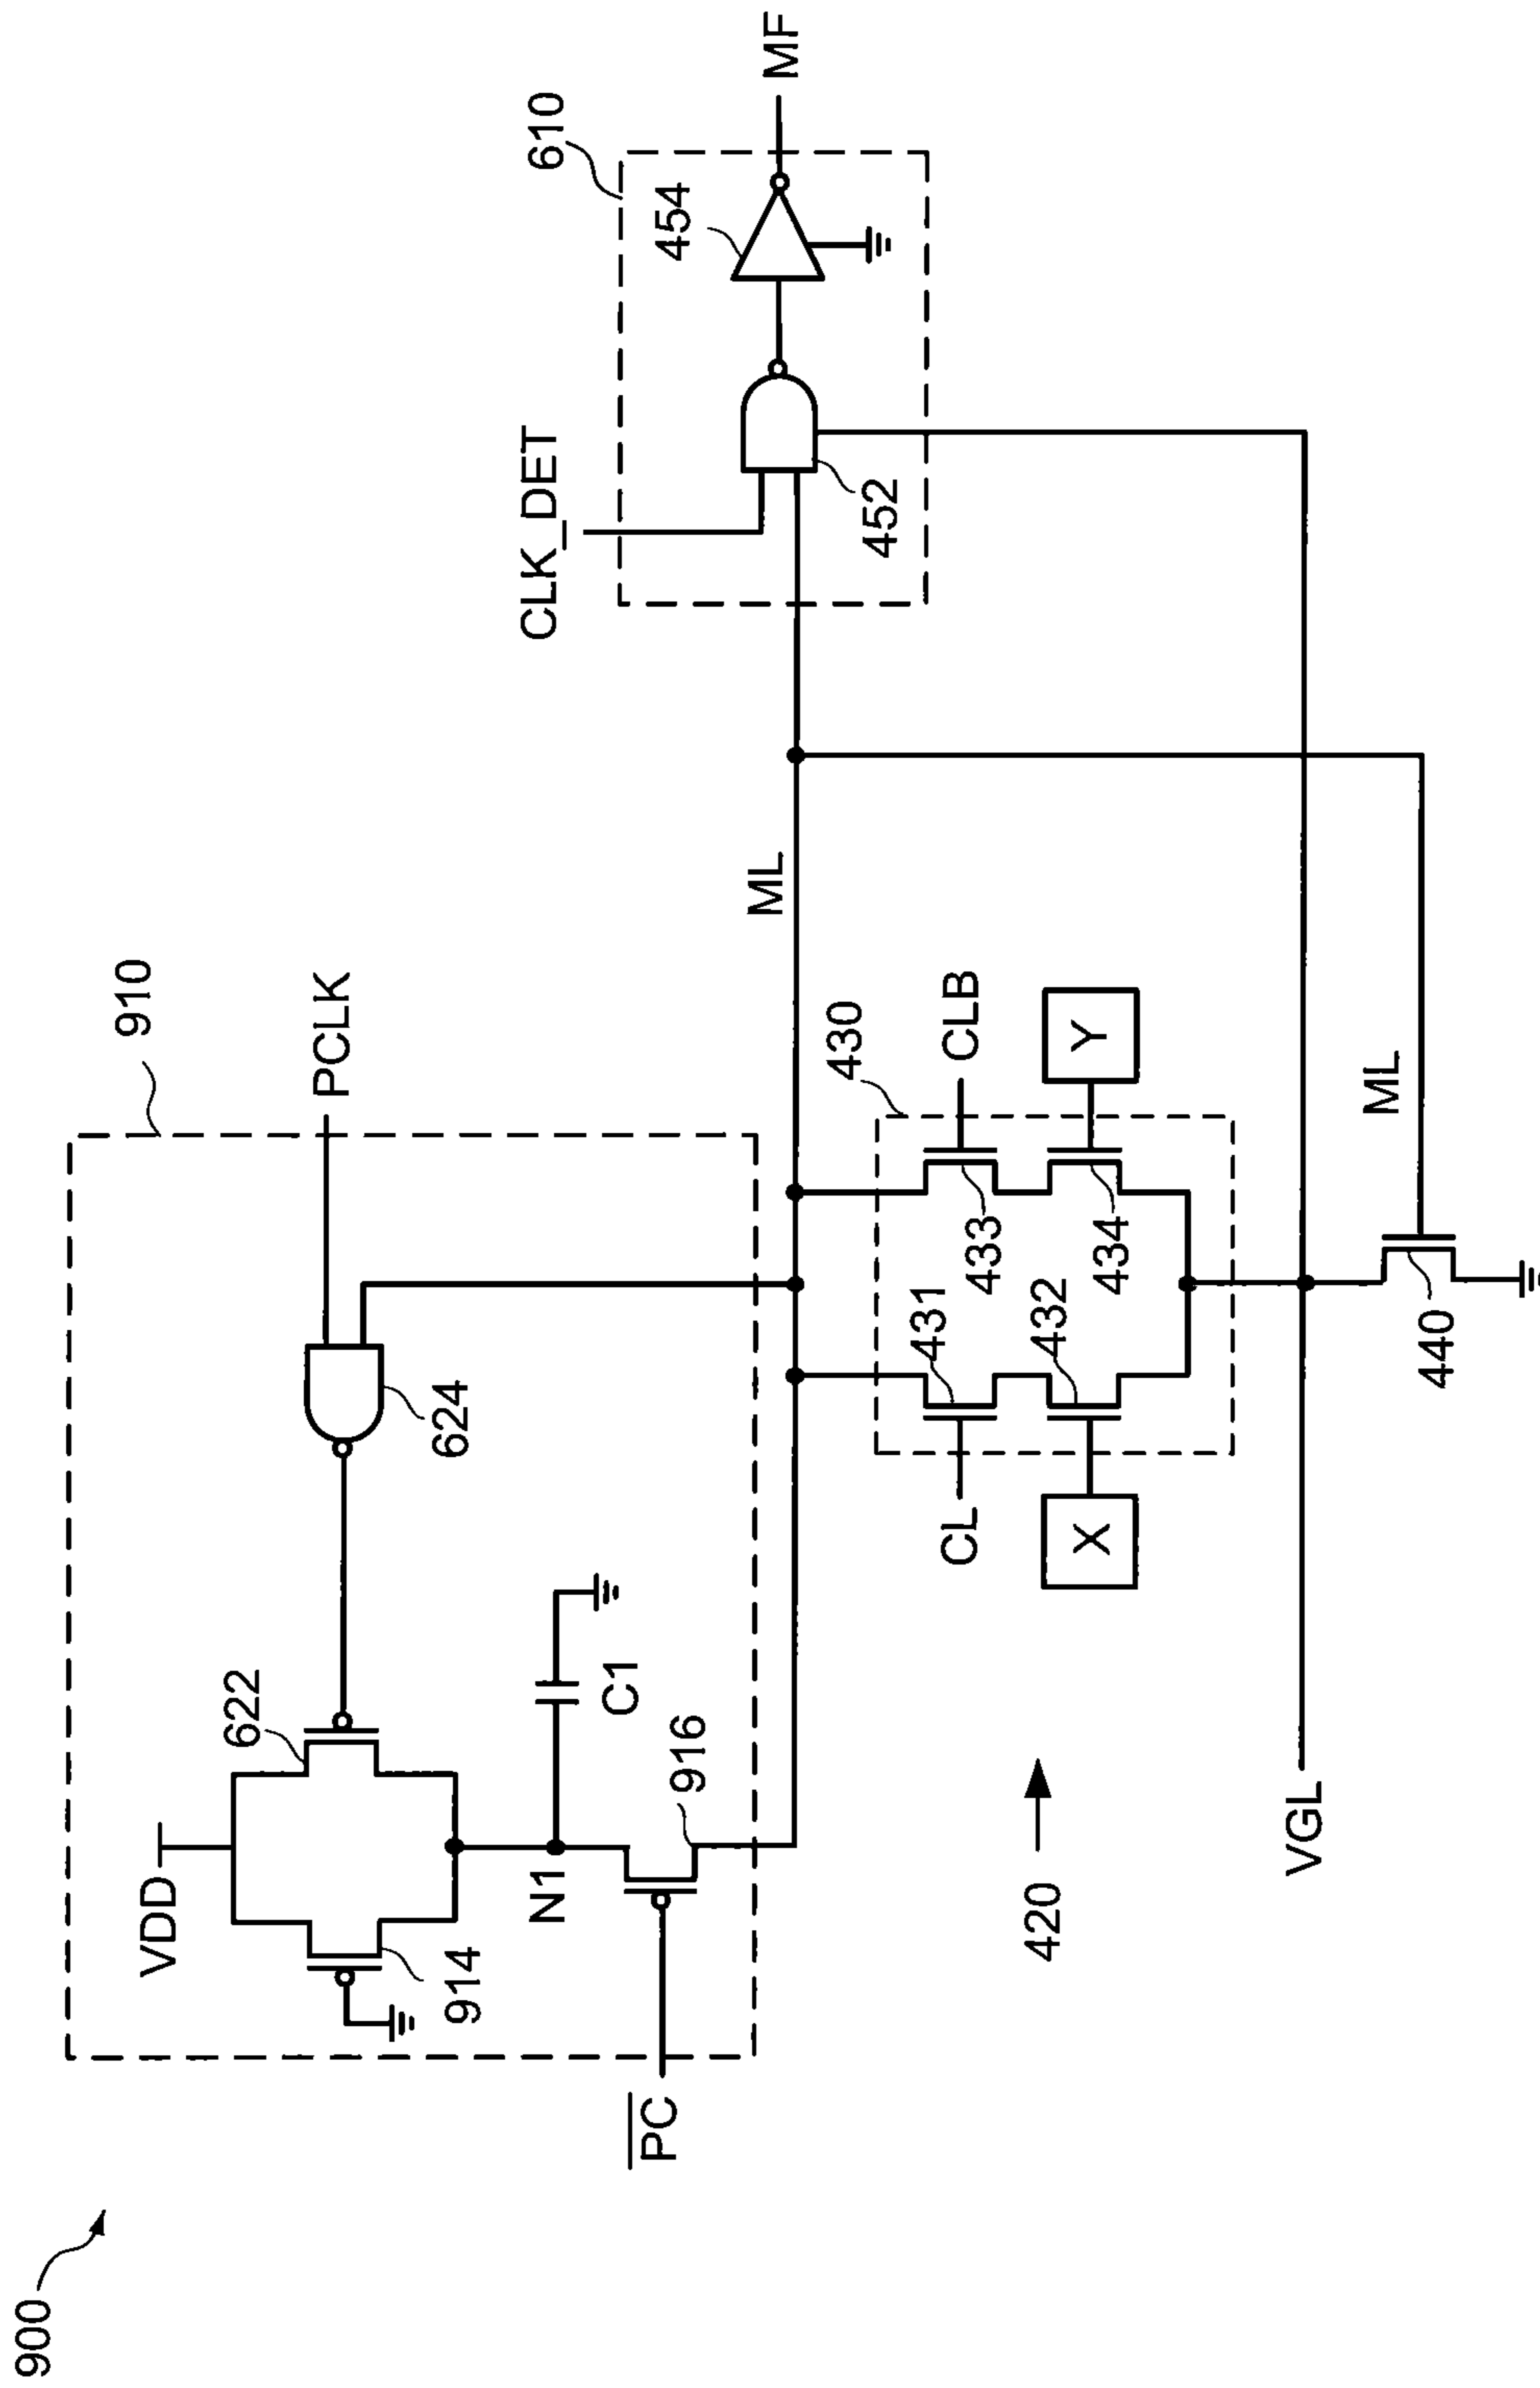 900
910
VDD
622
914
624
PCLK
N1
C1
916
PC
ML
CLK_DET
610
454
452
MF
420
430
CL
431
433
CLB
X
432
434
Y
VGL
440
ML